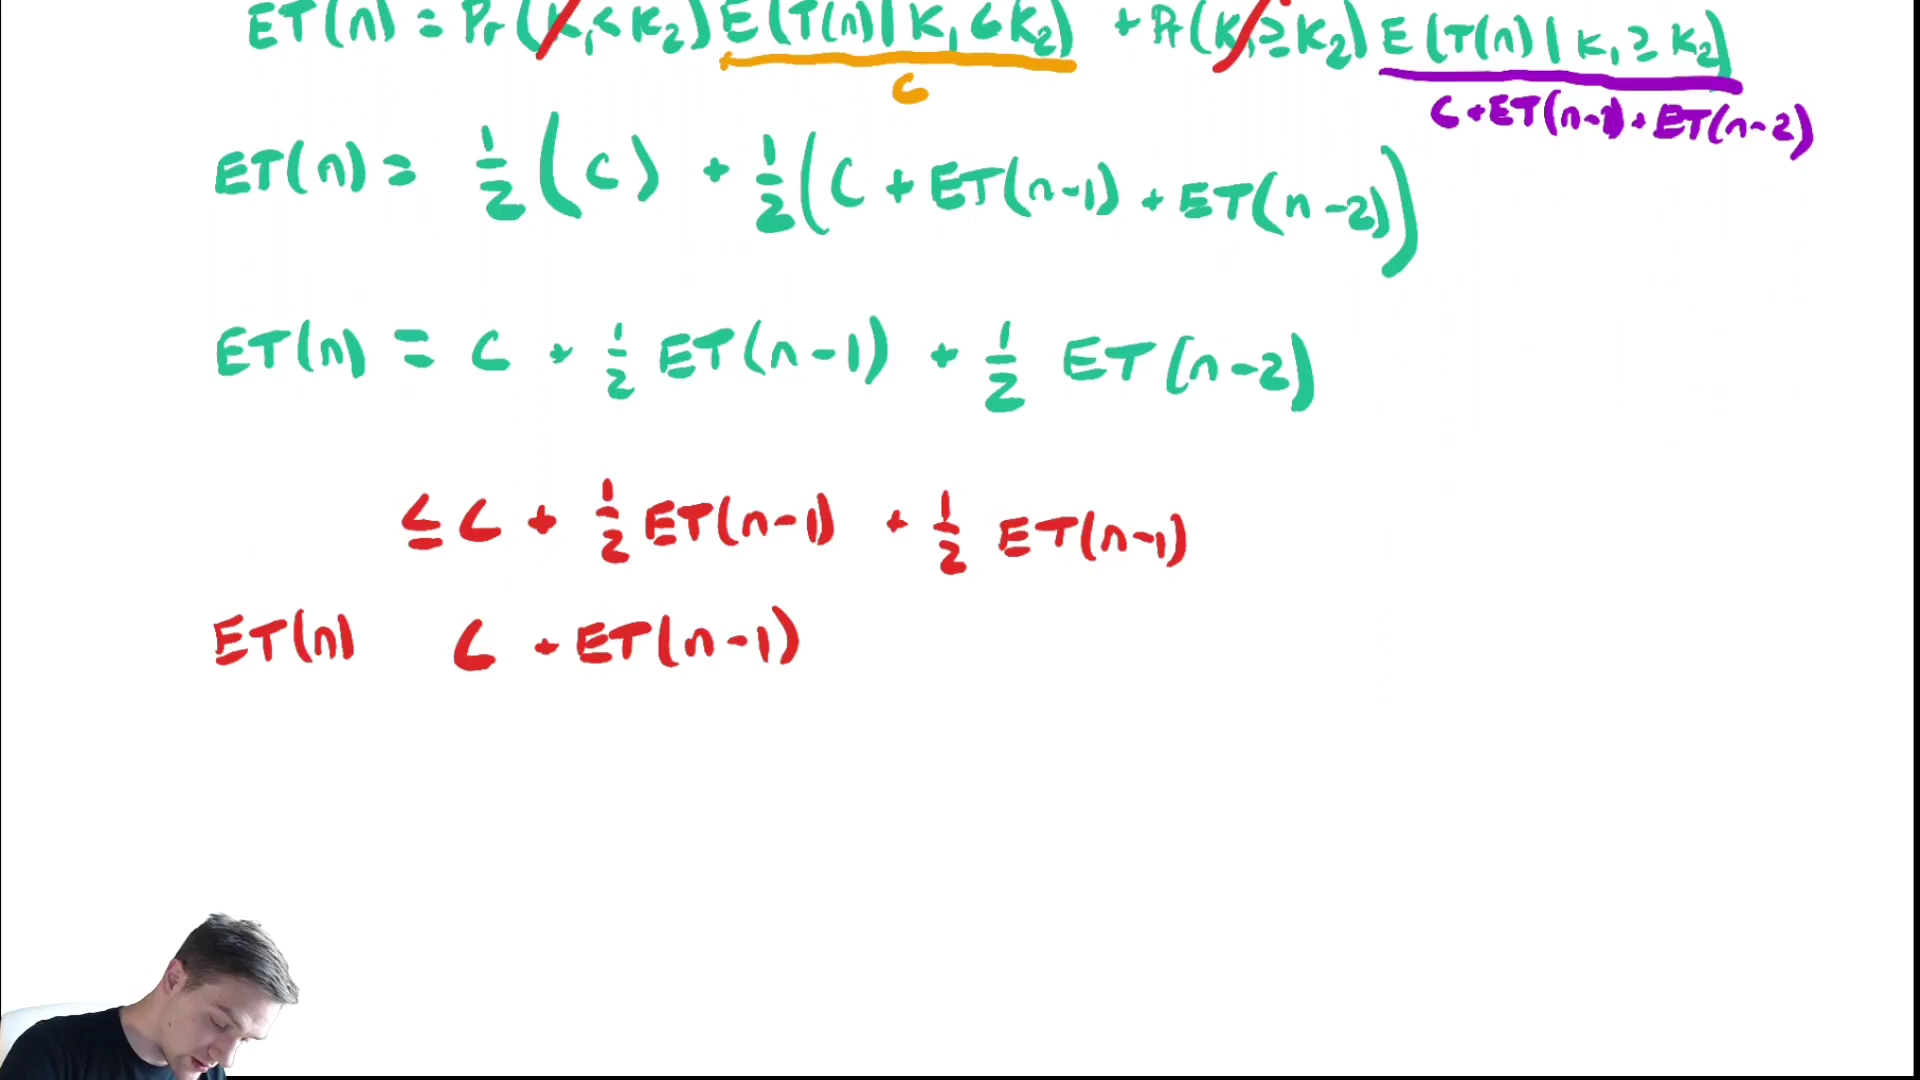 ET(n) = Pr(K₁<K₂) E(T(n)|K₁<K₂) + Pr(K₁≥K₂) E(T(n)|K₁≥K₂)
C
C+ET(n-1)+ET(n-2)
ET(n) = 1/2 (C) + 1/2 (C + ET(n-1) + ET(n-2))
ET(n) = C + 1/2 ET(n-1) + 1/2 ET(n-2)
≤ C + 1/2 ET(n-1) + 1/2 ET(n-1)
ET(n) C + ET(n-1)